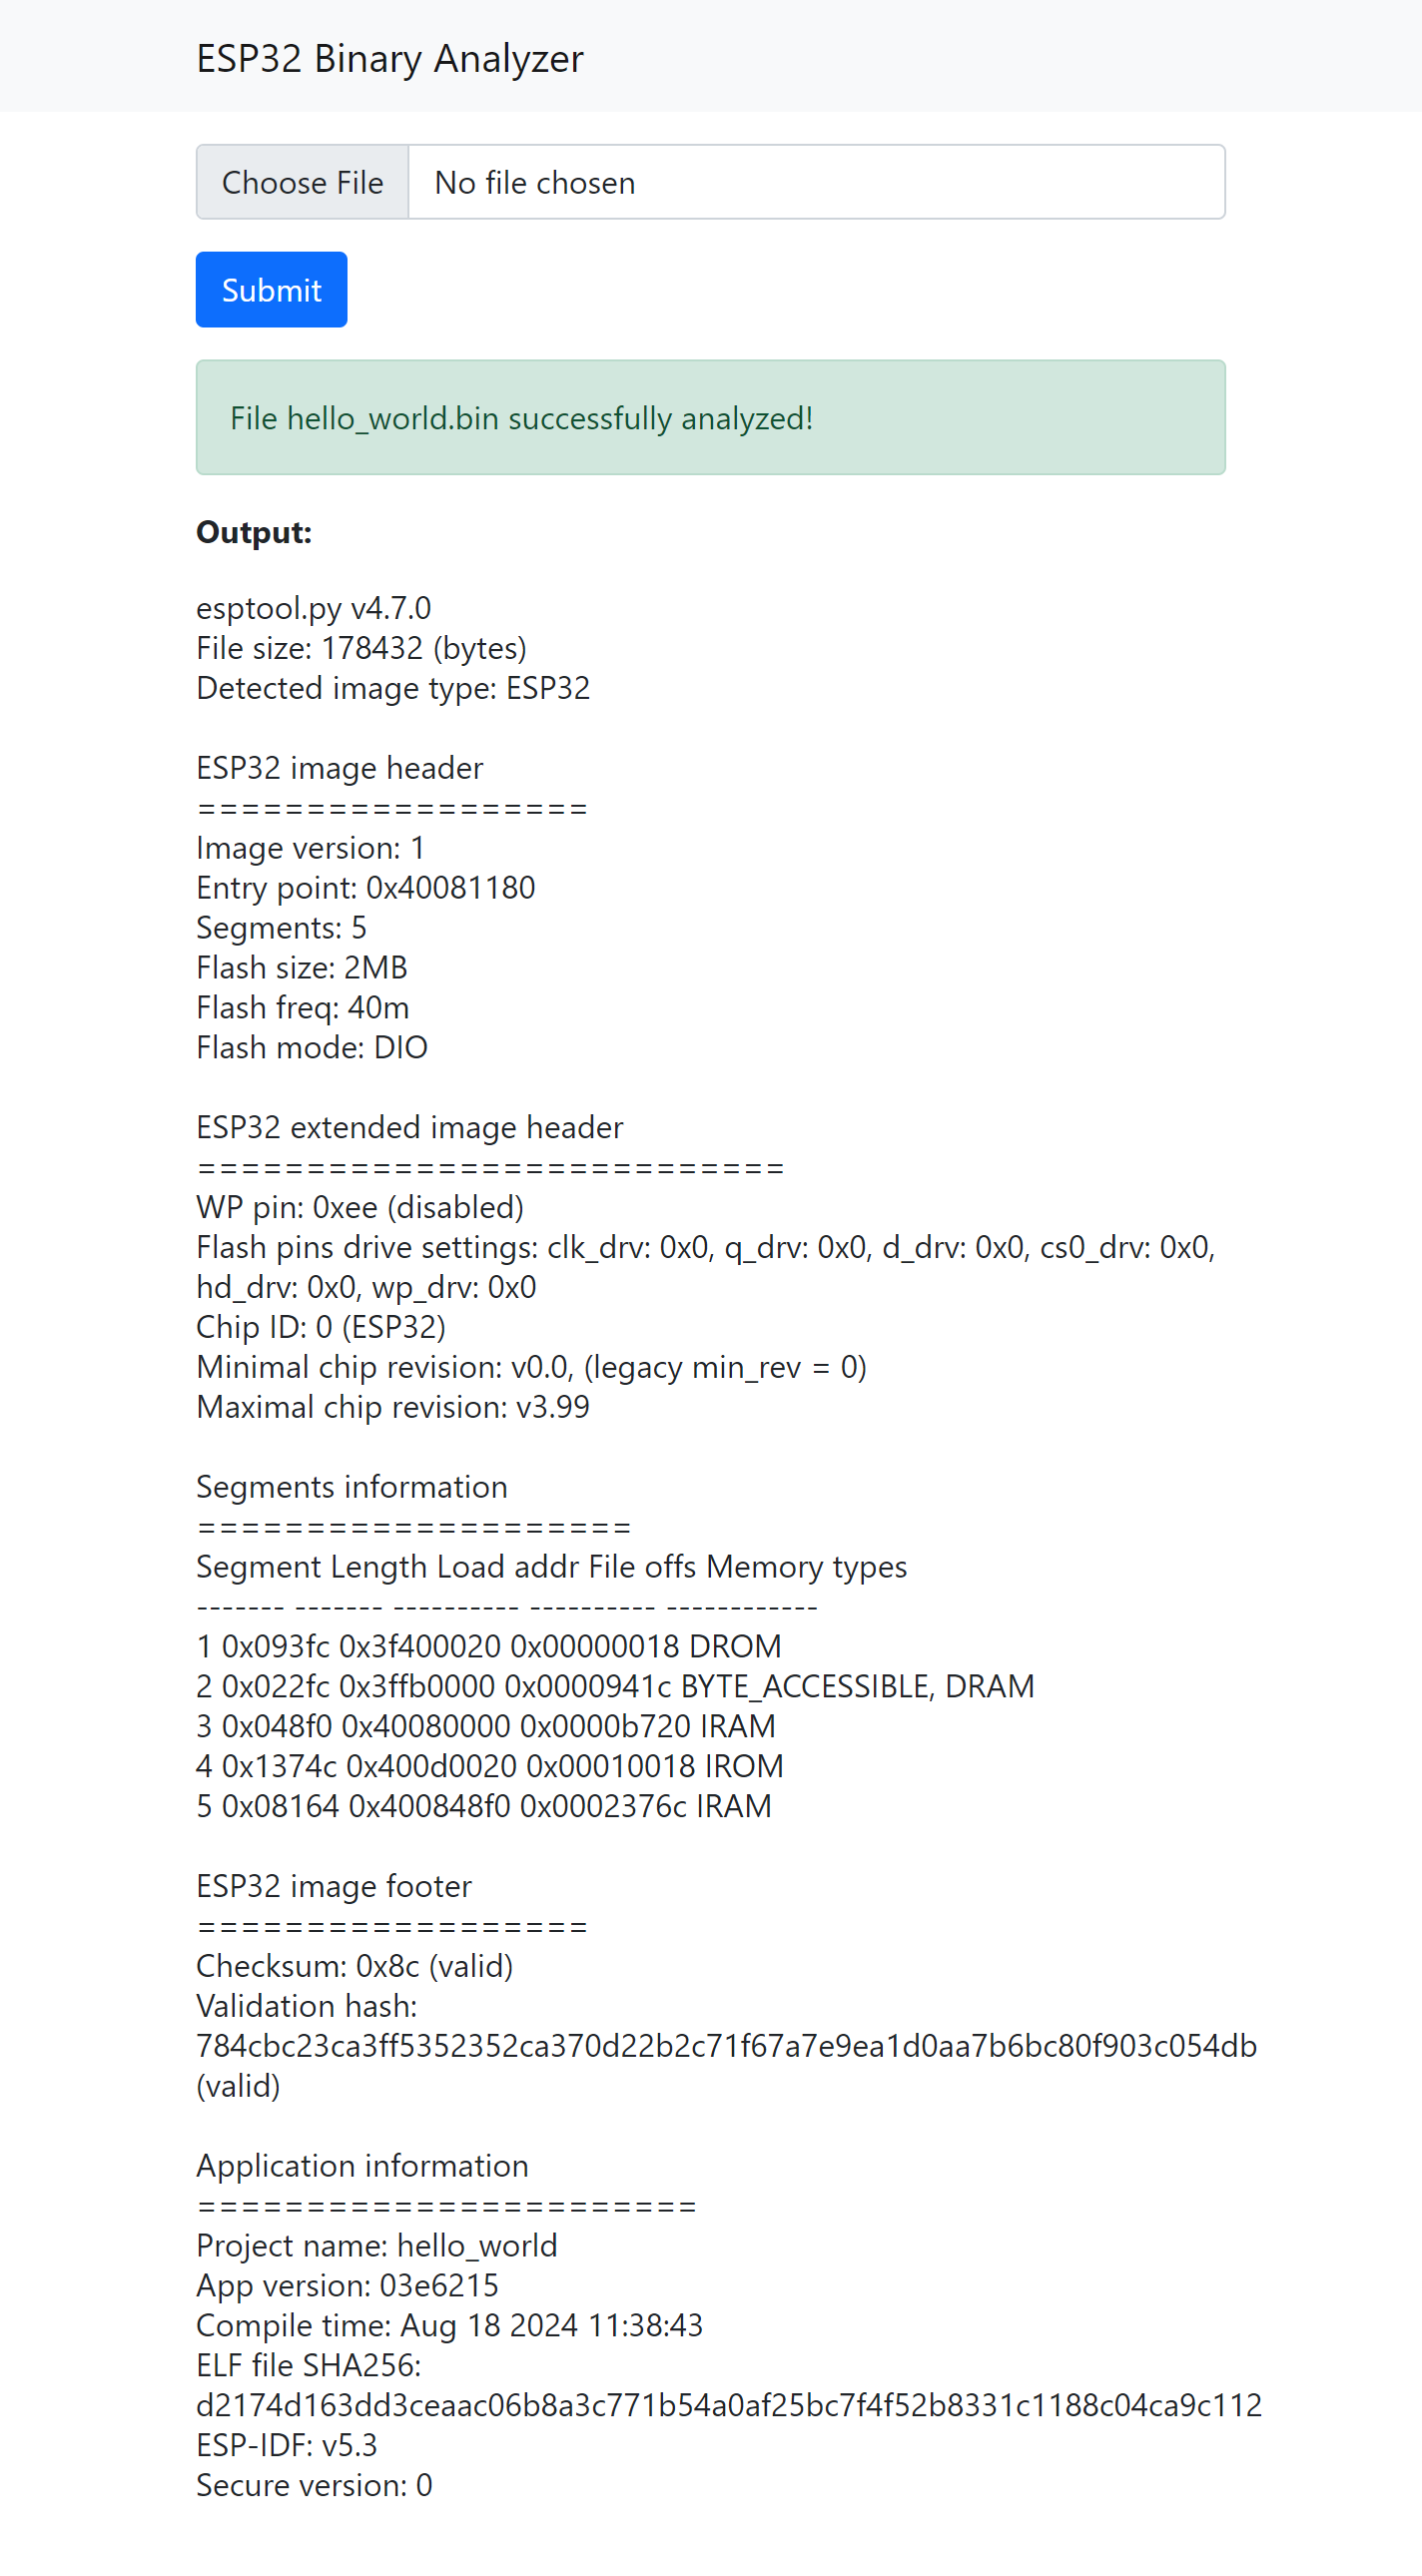 ESP32 Binary Analyzer
Choose File No file chosen
Submit
File hello_world.bin successfully analyzed!
Output:
esptool.py v4.7.0
File size: 178432 (bytes)
Detected image type: ESP32
ESP32 image header
==================
Image version: 1
Entry point: 0x40081180
Segments: 5
Flash size: 2MB
Flash freq: 40m
Flash mode: DIO
ESP32 extended image header
===========================
WP pin: 0xee (disabled)
Flash pins drive settings: clk_drv: 0x0, q_drv: 0x0, d_drv: 0x0, cs0_drv: 0x0,
hd_drv: 0x0, wp_drv: 0x0
Chip ID: 0 (ESP32)
Minimal chip revision: v0.0, (legacy min_rev = 0)
Maximal chip revision: v3.99
Segments information
====================
Segment Length Load addr File offs Memory types
------- ------- ---------- ---------- ------------
1 0x093fc 0x3f400020 0x00000018 DROM
2 0x022fc 0x3ffb0000 0x0000941c BYTE_ACCESSIBLE, DRAM
3 0x048f0 0x40080000 0x0000b720 IRAM
4 0x1374c 0x400d0020 0x00010018 IROM
5 0x08164 0x400848f0 0x0002376c IRAM
ESP32 image footer
==================
Checksum: 0x8c (valid)
Validation hash:
784cbc23ca3ff5352352ca370d22b2c71f67a7e9ea1d0aa7b6bc80f903c054db
(valid)
Application information
=======================
Project name: hello_world
App version: 03e6215
Compile time: Aug 18 2024 11:38:43
ELF file SHA256:
d2174d163dd3ceaac06b8a3c771b54a0af25bc7f4f52b8331c1188c04ca9c112
ESP-IDF: v5.3
Secure version: 0